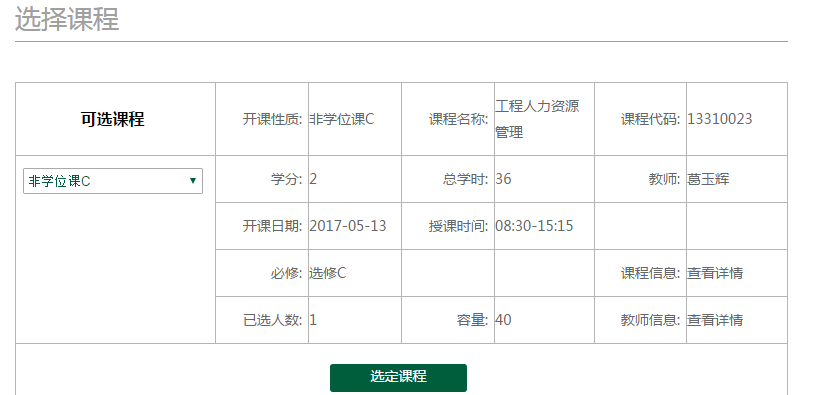 选择课程
可选课程 开课性质: 非学位课C 课程名称: 工程人力资源
管理 课程代码: 13310023
非学位课C 学分: 2 总学时: 36 教师: 葛玉辉
开课日期: 2017-05-13 授课时间: 08:30-15:15
必修: 选修C 课程信息: 查看详情
已选人数: 1 容量: 40 教师信息: 查看详情
选定课程